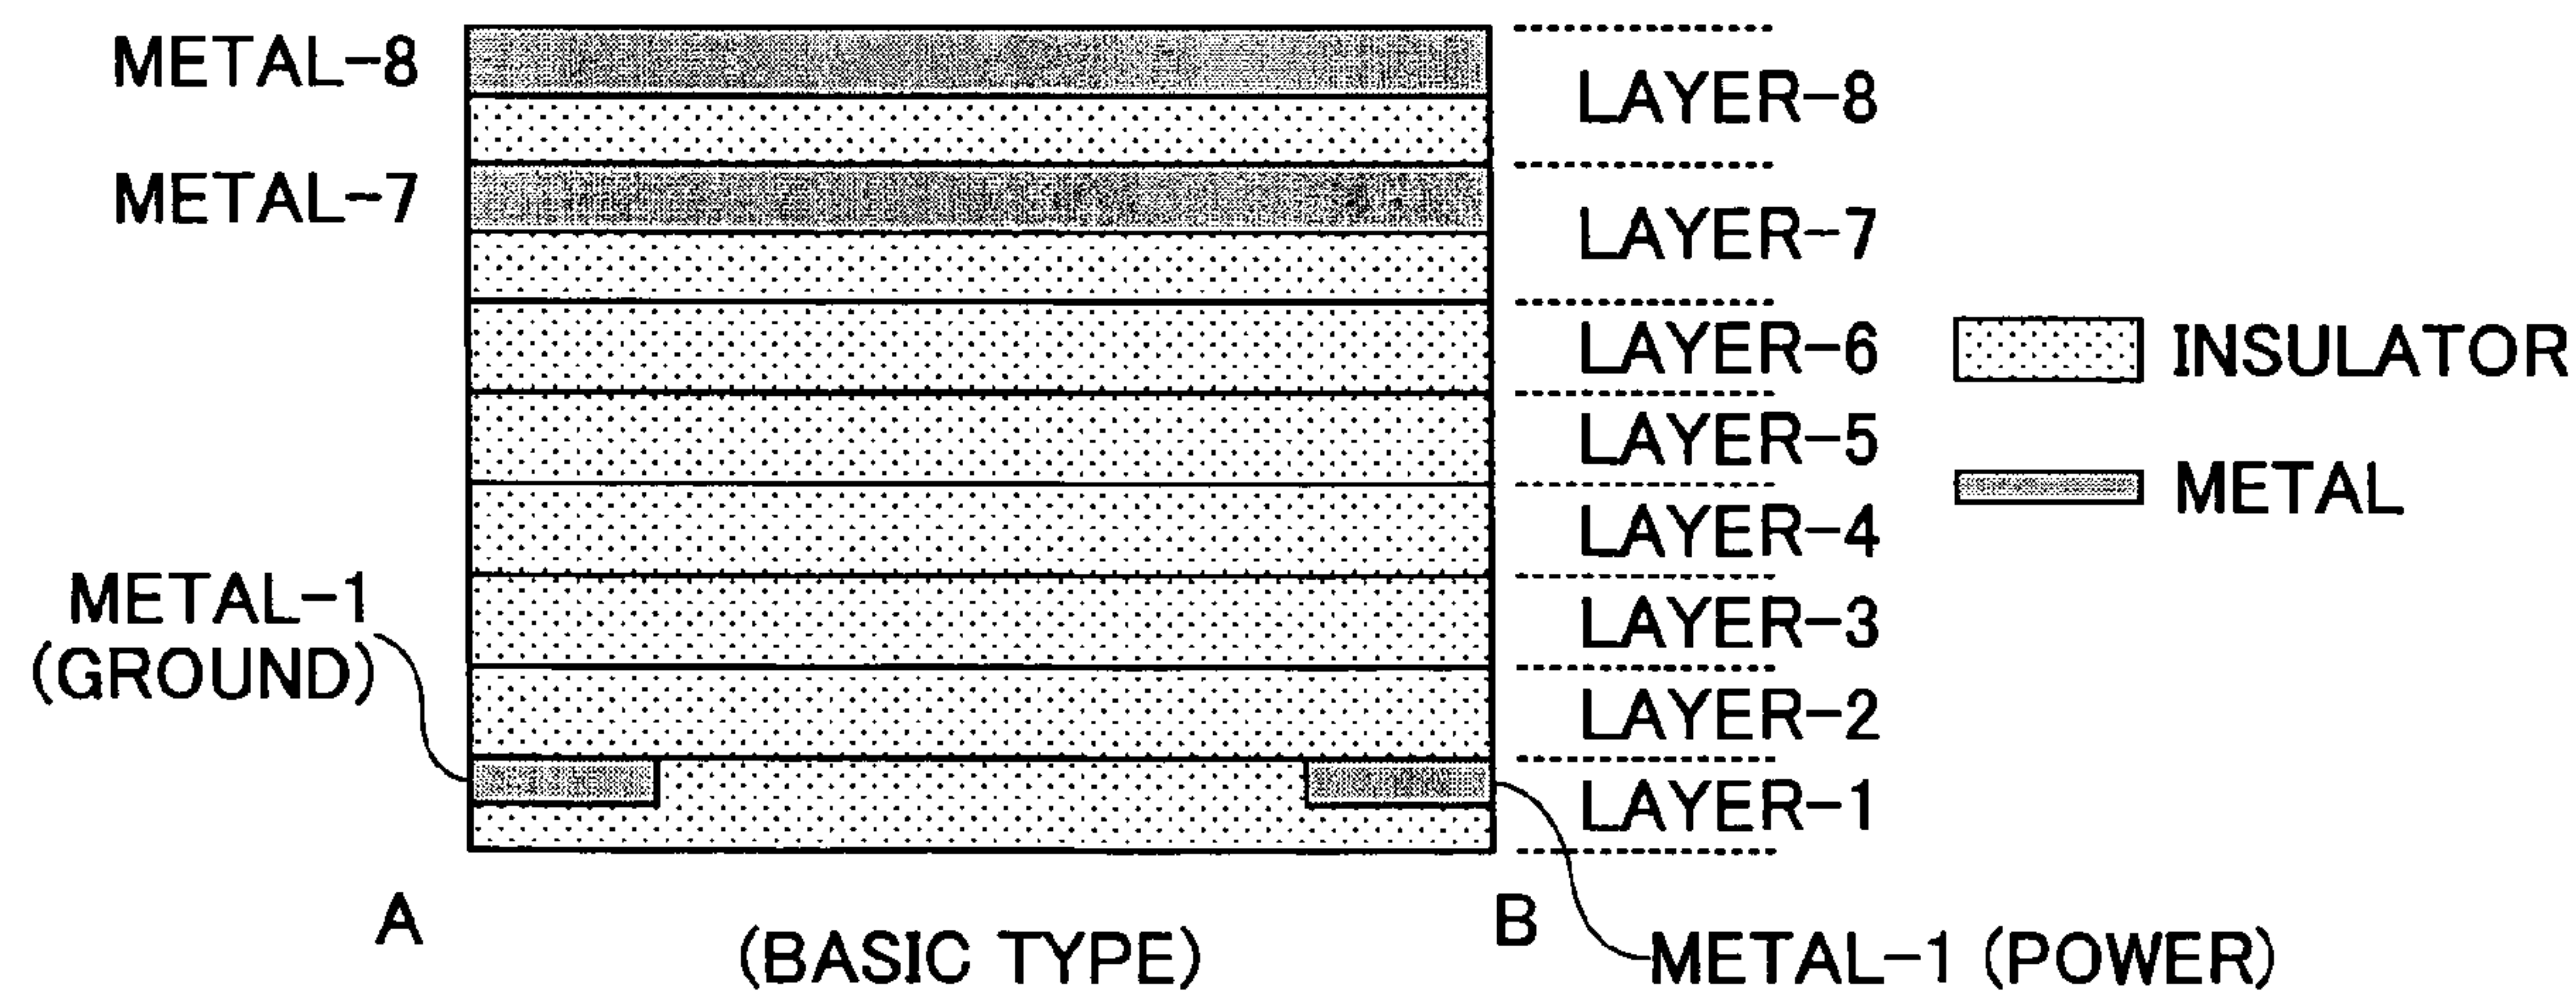 METAL-8
LAYER-8
METAL-7
LAYER-7
LAYER-6
INSULATOR
LAYER-5
METAL
LAYER-4
METAL-1
(GROUND)
LAYER-3
LAYER-2
LAYER-1
A
B
(BASIC TYPE)
METAL-1 (POWER)